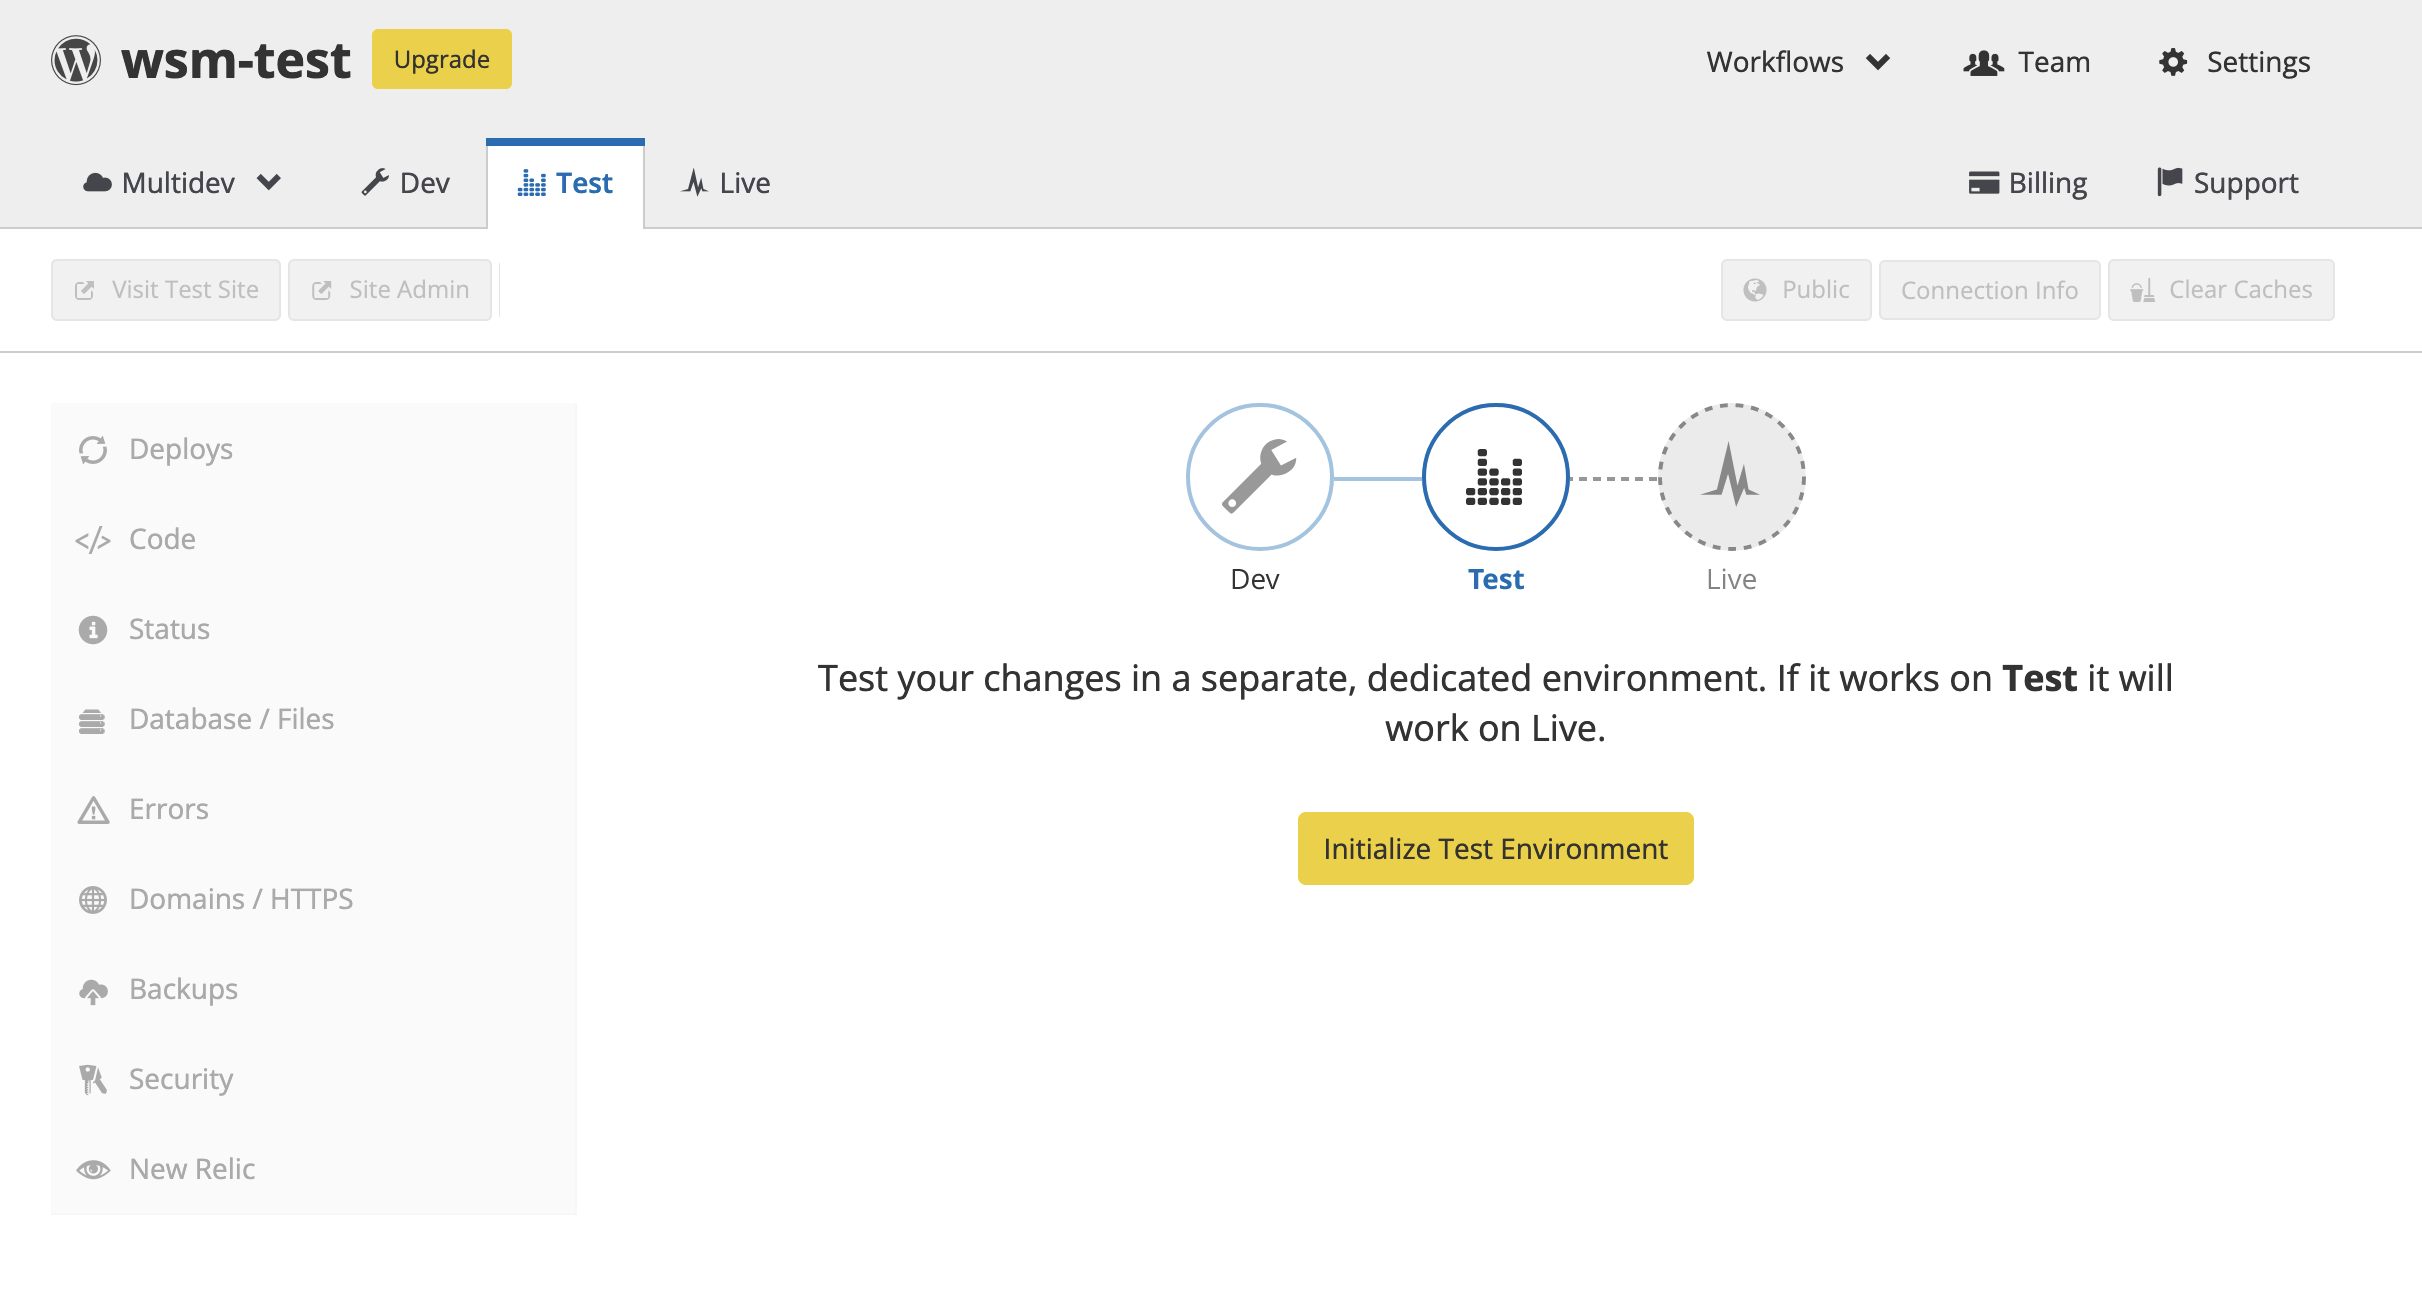 wsm-test Upgrade Workflows Team Settings
Multidev Dev Test Live Billing Support
Visit Test Site Site Admin Public Connection Info Clear Caches
Deploys
Code
Status
Database / Files
Errors
Domains / HTTPS
Backups
Security
New Relic
Dev Test Live
Test your changes in a separate, dedicated environment. If it works on Test it will
work on Live.
Initialize Test Environment